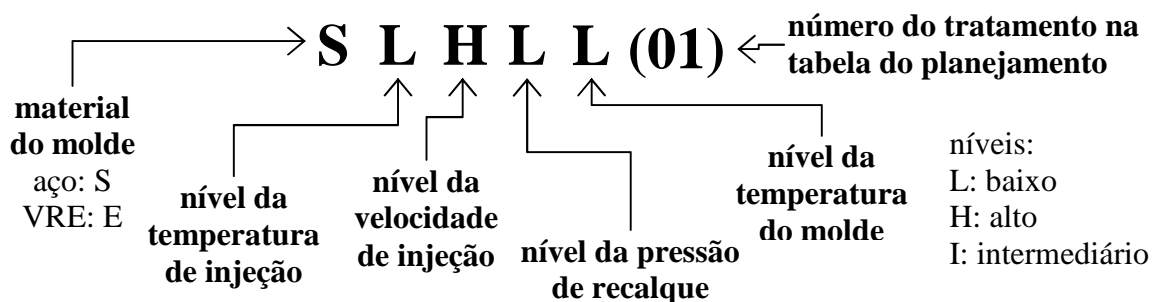 S L H L L (01)
número do tratamento na
tabela do planejamento
material
do molde
aço: S
VRE: E
nível da
temperatura
de injeção
nível da
velocidade
de injeção
nível da pressão
de recalque
nível da
temperatura
do molde
níveis:
L: baixo
H: alto
I: intermediário